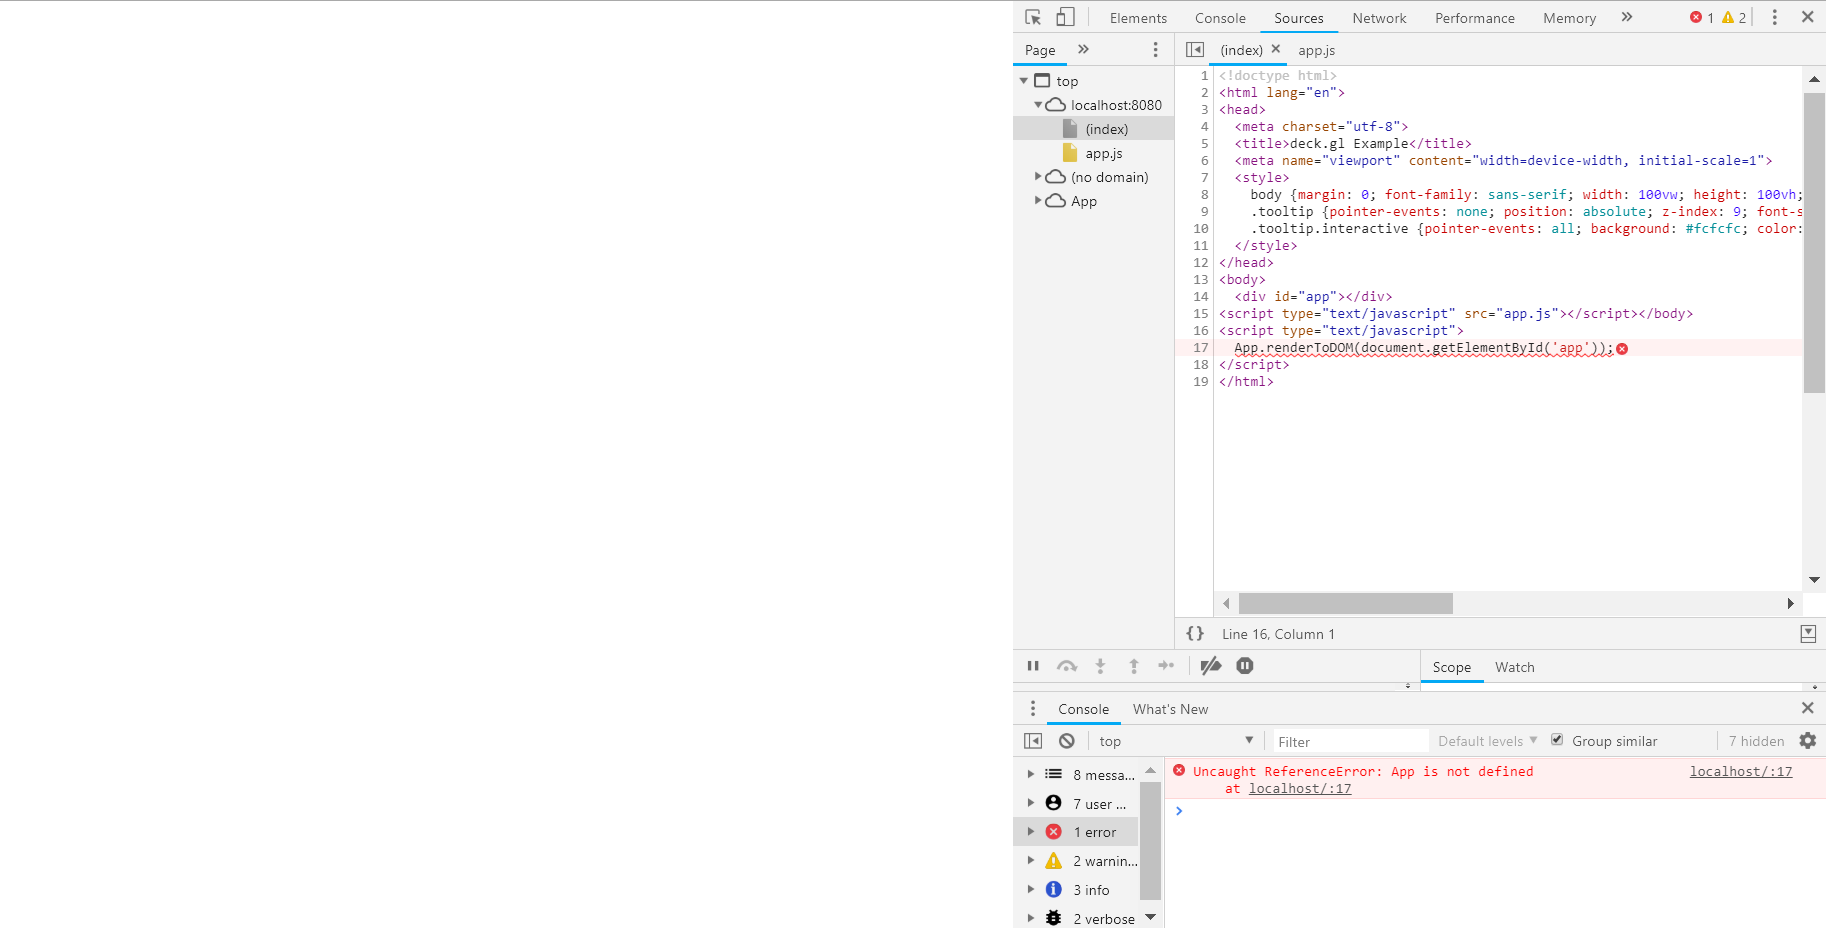 Elements Console Sources Network Performance Memory 1 2
Page
(index) app.js
top
localhost:8080
(index)
app.js
(no domain)
App
1 <!doctype html>
2 <html lang="en">
3 <head>
4 <meta charset="utf-8">
5 <title>deck.gl Example</title>
6 <meta name="viewport" content="width=device-width, initial-scale=1">
7 <style>
8 body {margin: 0; font-family: sans-serif; width: 100vw; height: 100vh;
9 .tooltip {pointer-events: none; position: absolute; z-index: 9; font-s
10 .tooltip.interactive {pointer-events: all; background: #fcfcfc; color:
11 </style>
12 </head>
13 <body>
14 <div id="app"></div>
15 <script type="text/javascript" src="app.js"></script></body>
16 <script type="text/javascript">
17 App.renderToDOM(document.getElementById('app'));
18 </script>
19 </html>
{} Line 16, Column 1
Scope Watch
Console What's New
top Filter Default levels Group similar 7 hidden
8 messa...
7 user ...
1 error
2 warnin...
3 info
2 verbose
Uncaught ReferenceError: App is not defined localhost/:17
at localhost/:17